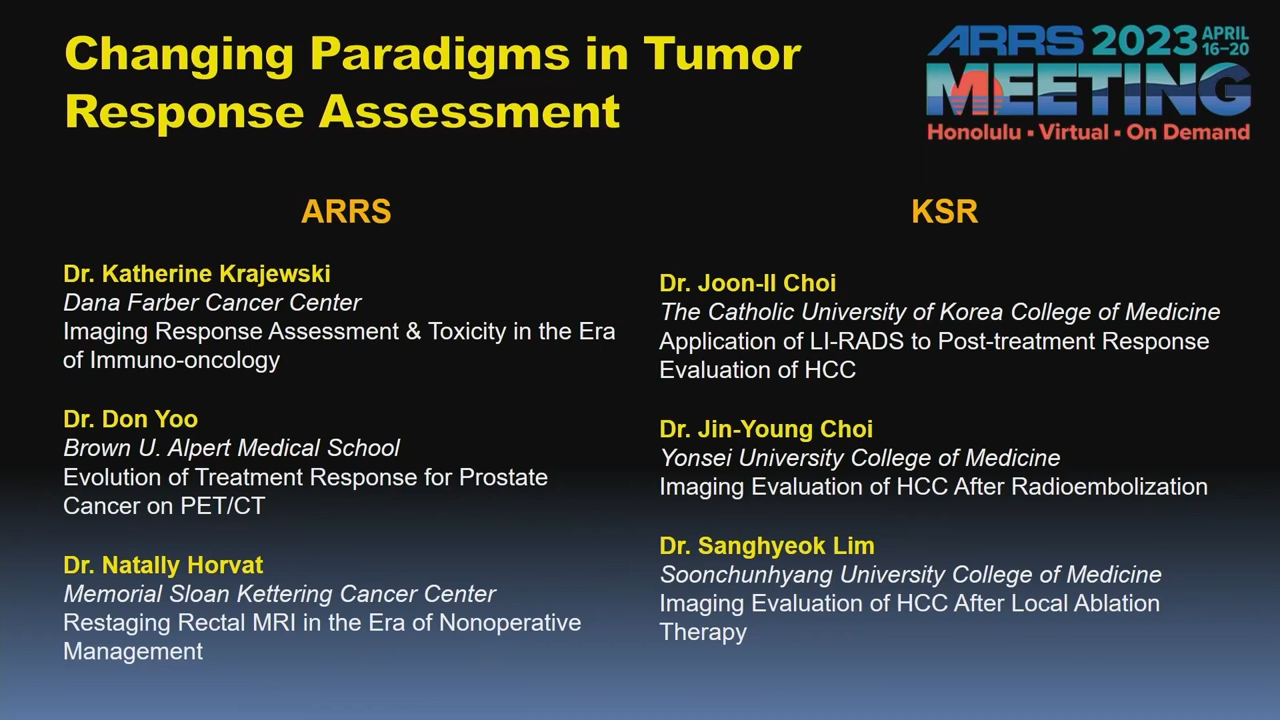 Changing Paradigms in Tumor
Response Assessment
ARRS 2023 APRIL 16–20
MEETING
Honolulu ▪ Virtual ▪ On Demand
ARRS
Dr. Katherine Krajewski
Dana Farber Cancer Center
Imaging Response Assessment & Toxicity in the Era
of Immuno-oncology
Dr. Don Yoo
Brown U. Alpert Medical School
Evolution of Treatment Response for Prostate
Cancer on PET/CT
Dr. Natally Horvat
Memorial Sloan Kettering Cancer Center
Restaging Rectal MRI in the Era of Nonoperative
Management
KSR
Dr. Joon-Il Choi
The Catholic University of Korea College of Medicine
Application of LI-RADS to Post-treatment Response
Evaluation of HCC
Dr. Jin-Young Choi
Yonsei University College of Medicine
Imaging Evaluation of HCC After Radioembolization
Dr. Sanghyeok Lim
Soonchunhyang University College of Medicine
Imaging Evaluation of HCC After Local Ablation
Therapy